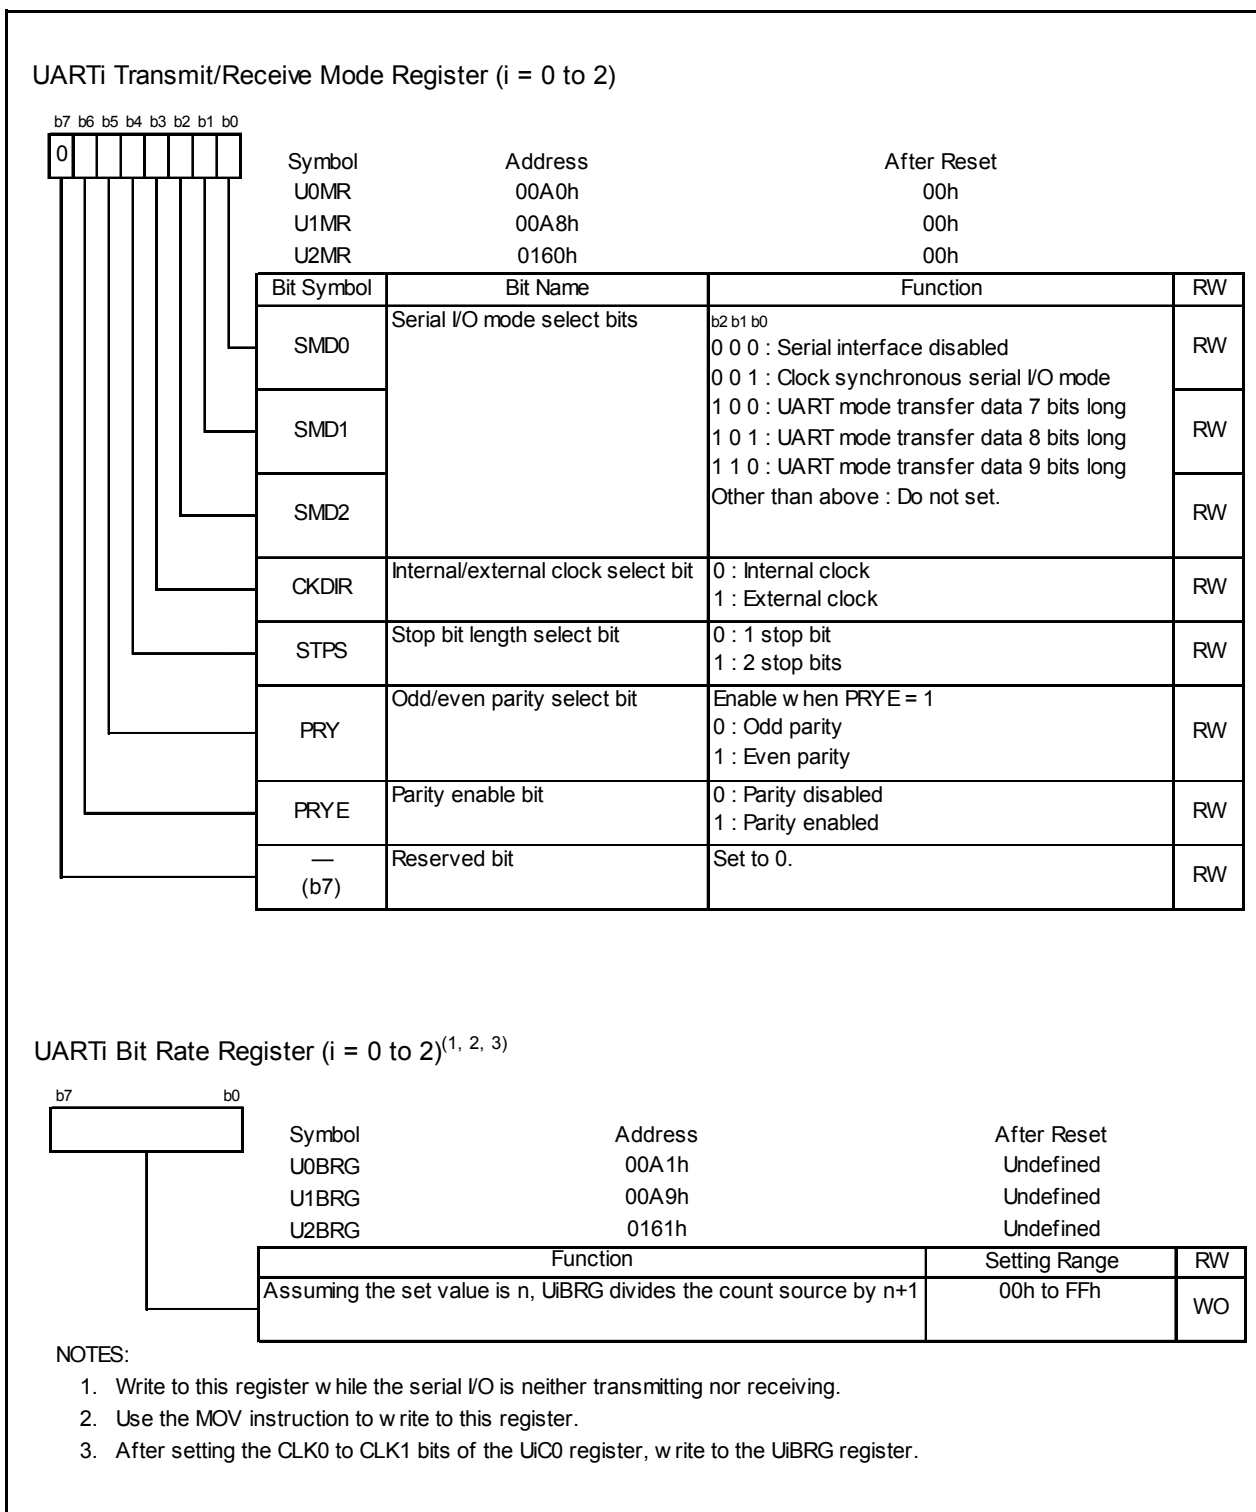 UARTi Transmit/Receive Mode Register (i = 0 to 2)
b7 b6 b5 b4 b3 b2 b1 b0
0
Symbol Address After Reset
U0MR 00A0h 00h
U1MR 00A8h 00h
U2MR 0160h 00h
Bit Symbol Bit Name Function RW
SMD0 Serial I/O mode select bits b2 b1 b0 RW
0 0 0 : Serial interface disabled
0 0 1 : Clock synchronous serial I/O mode
SMD1 1 0 0 : UART mode transfer data 7 bits long RW
1 0 1 : UART mode transfer data 8 bits long
1 1 0 : UART mode transfer data 9 bits long
SMD2 Other than above : Do not set. RW
CKDIR Internal/external clock select bit 0 : Internal clock RW
1 : External clock
STPS Stop bit length select bit 0 : 1 stop bit RW
1 : 2 stop bits
PRY Odd/even parity select bit Enable when PRYE = 1 RW
0 : Odd parity
1 : Even parity
PRYE Parity enable bit 0 : Parity disabled RW
1 : Parity enabled
— Reserved bit Set to 0. RW
(b7)
UARTi Bit Rate Register (i = 0 to 2)(1, 2, 3)
b7 b0
Symbol Address After Reset
U0BRG 00A1h Undefined
U1BRG 00A9h Undefined
U2BRG 0161h Undefined
Function Setting Range RW
Assuming the set value is n, UiBRG divides the count source by n+1 00h to FFh WO
NOTES:
1. Write to this register while the serial I/O is neither transmitting nor receiving.
2. Use the MOV instruction to write to this register.
3. After setting the CLK0 to CLK1 bits of the UiC0 register, write to the UiBRG register.